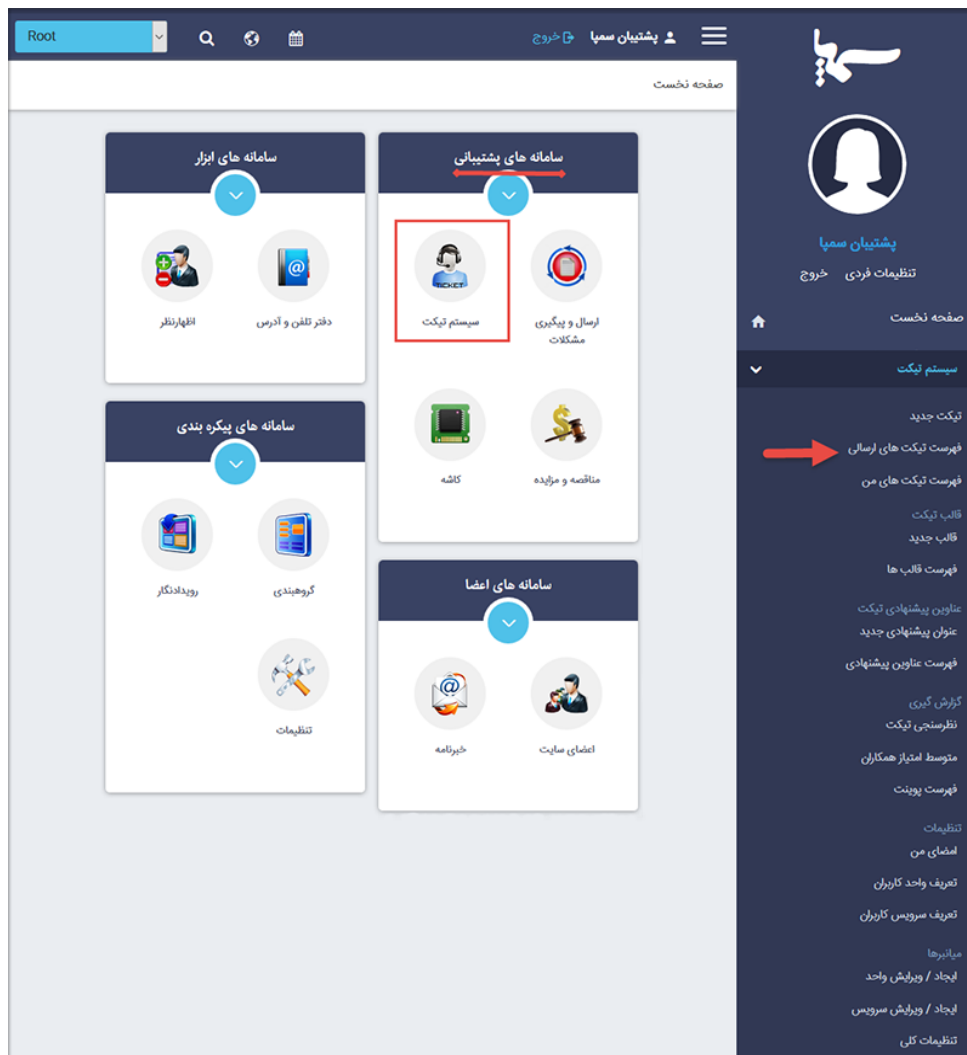 سمپا
پشتیبان سمپا
تنظیمات فردی خروج
صفحه نخست
سیستم تیکت
تیکت جدید
فهرست تیکت های ارسالی
فهرست تیکت های من
قالب تیکت
قالب جدید
فهرست قالب ها
عناوین پیشنهادی تیکت
عنوان پیشنهادی جدید
فهرست عناوین پیشنهادی
گزارش گیری
نظرسنجی تیکت
متوسط امتیاز همکاران
فهرست پوینت
تنظیمات
امضای من
تعریف واحد کاربران
تعریف سرویس کاربران
میانبرها
ایجاد / ویرایش واحد
ایجاد / ویرایش سرویس
تنظیمات کلی
پشتیبان سمپا خروج
Root
صفحه نخست
سامانه های پشتیبانی
ارسال و پیگیری
مشکلات
TICKET
سیستم تیکت
مناقصه و مزایده
کاشه
سامانه های اعضا
اعضای سایت
خبرنامه
سامانه های ابزار
دفتر تلفن و آدرس
اظهارنظر
سامانه های پیکره بندی
گروهبندی
رویدادنگار
تنظیمات